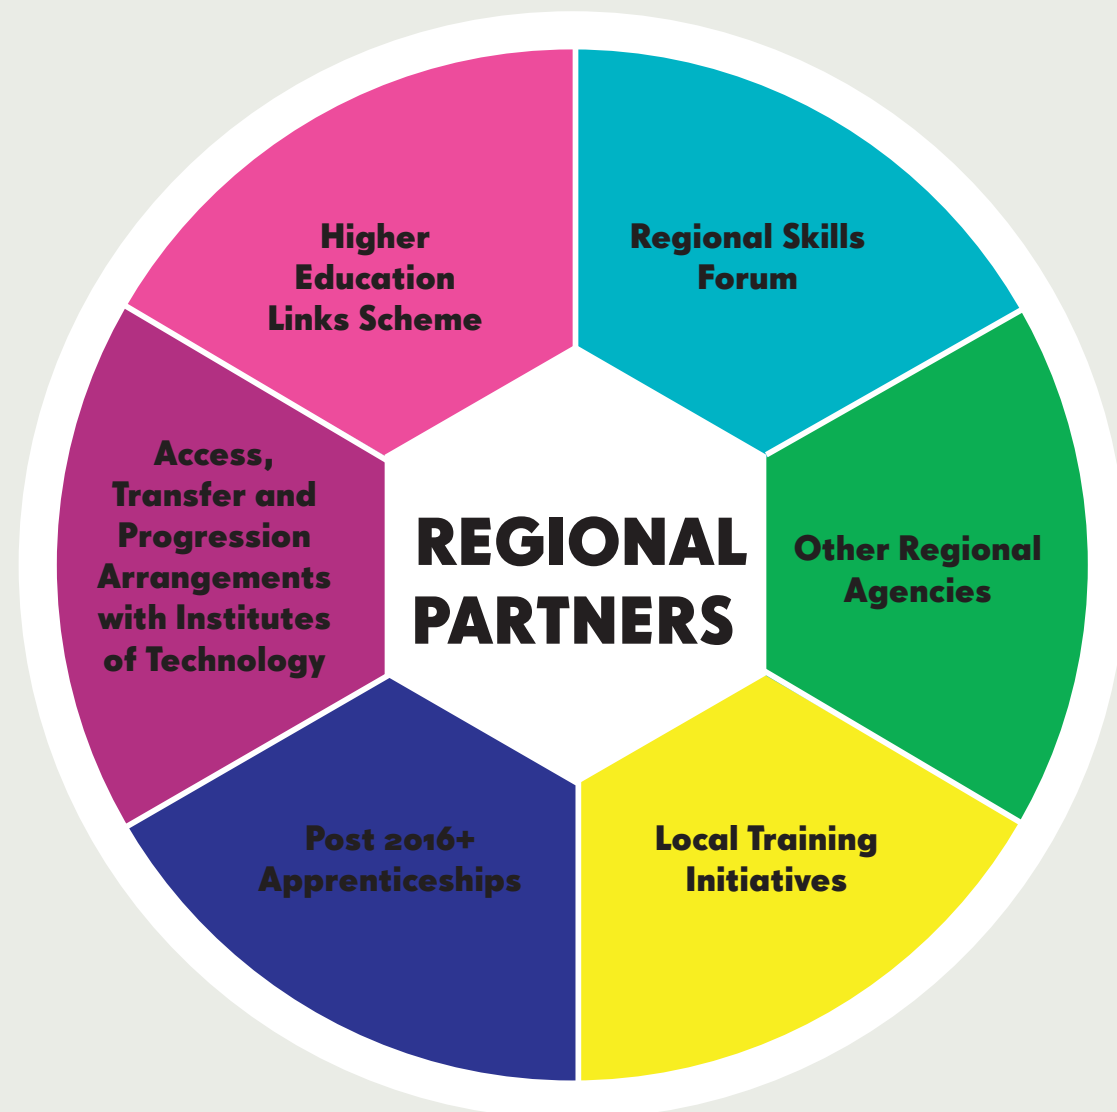 Higher
Education
Links Scheme
Regional Skills
Forum
Access,
Transfer and
Progression
Arrangements
with Institutes
of Technology
REGIONAL
PARTNERS
Other Regional
Agencies
Post 2016+
Apprenticeships
Local Training
Initiatives